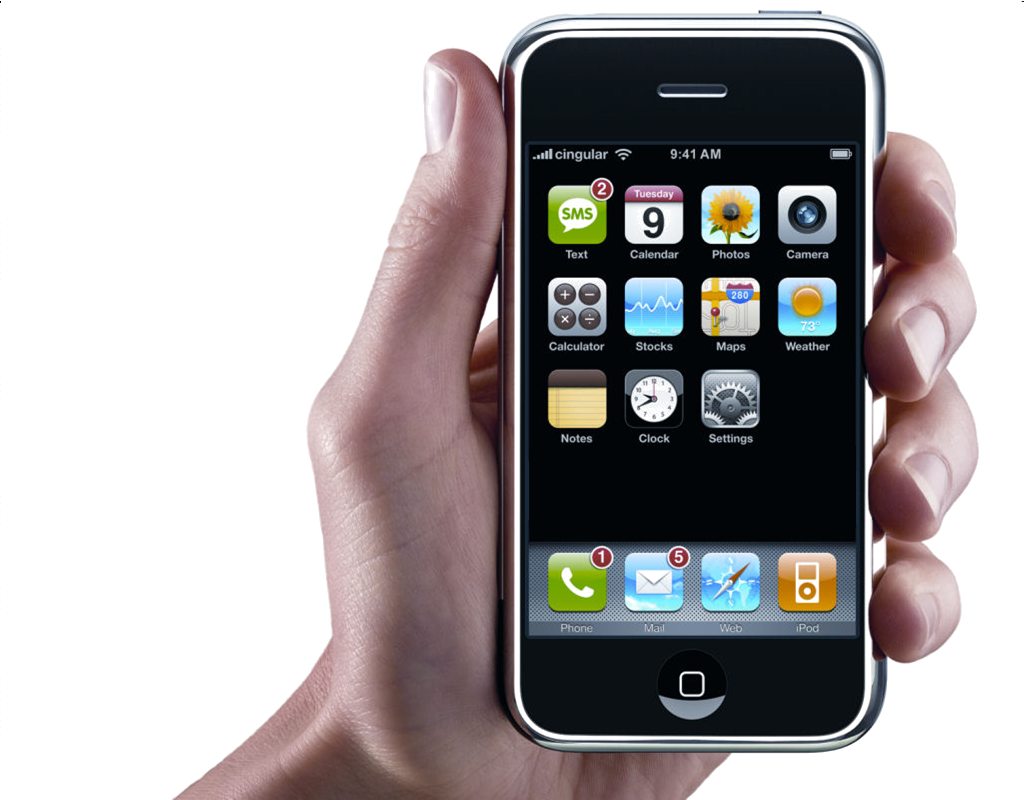 cingular 9:41 AM
SMS 2 Tuesday
9
Text Calendar Photos Camera
280
73°
Calculator Stocks Maps Weather
Notes Clock Settings
1 5
Phone Mail Web iPod